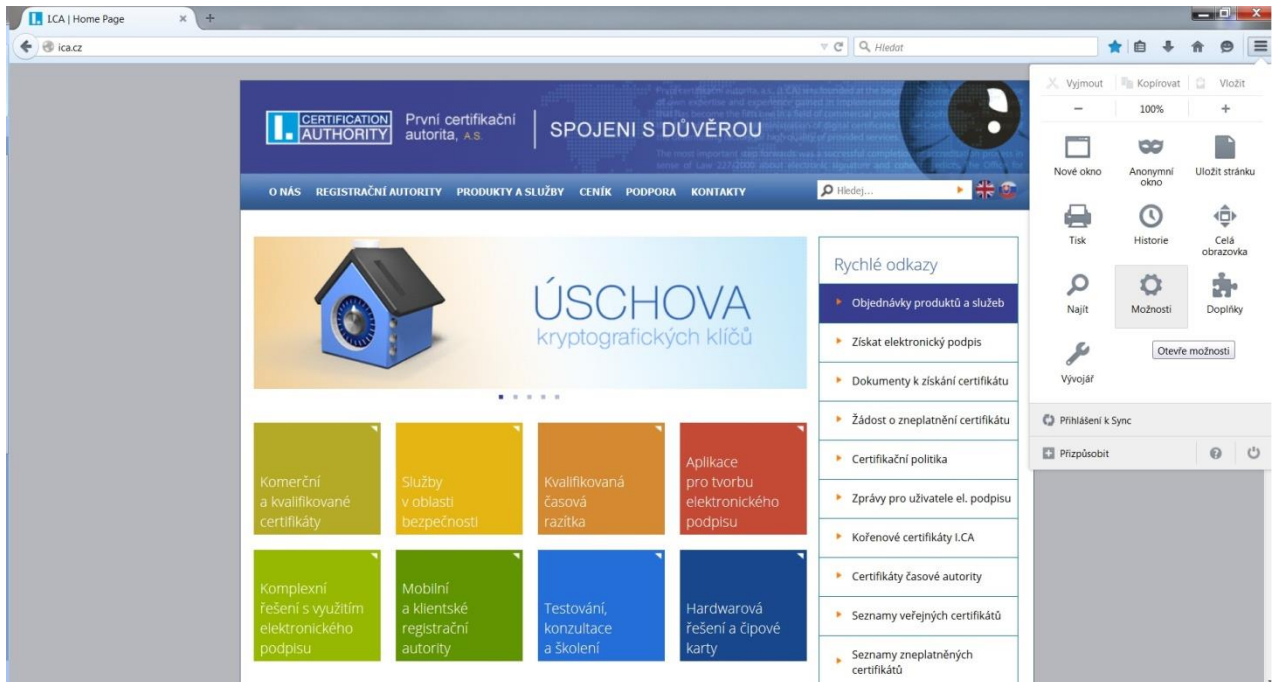 I.CA | Home Page
ica.cz
Hledat
Vyjmout
Kopírovat
Vložit
100%
Nové okno
Anonymní
okno
Uložit stránku
Tisk
Historie
Celá
obrazovka
Najít
Možnosti
Doplňky
Otevře možnosti
Vývojář
Přihlášení k Sync
Přizpůsobit
I.
CERTIFICATION
AUTHORITY
První certifikační
autorita, A.S.
SPOJENI S DŮVĚROU
O NÁS REGISTRAČNÍ AUTORITY PRODUKTY A SLUŽBY CENÍK PODPORA KONTAKTY
Hledej...
ÚSCHOVA
kryptografických klíčů
Komerční
a kvalifikované
certifikáty
Služby
v oblasti
bezpečnosti
Kvalifikovaná
časová
razítka
Aplikace
pro tvorbu
elektronického
podpisu
Komplexní
řešení s využitím
elektronického
podpisu
Mobilní
a klientské
registrační
autority
Testování,
konzultace
a školení
Hardwarová
řešení a čipové
karty
Rychlé odkazy
Objednávky produktů a služeb
Získat elektronický podpis
Dokumenty k získání certifikátu
Žádost o zneplatnění certifikátu
Certifikační politika
Zprávy pro uživatele el. podpisu
Kořenové certifikáty I.CA
Certifikáty časové autority
Seznamy veřejných certifikátů
Seznamy zneplatněných
certifikátů